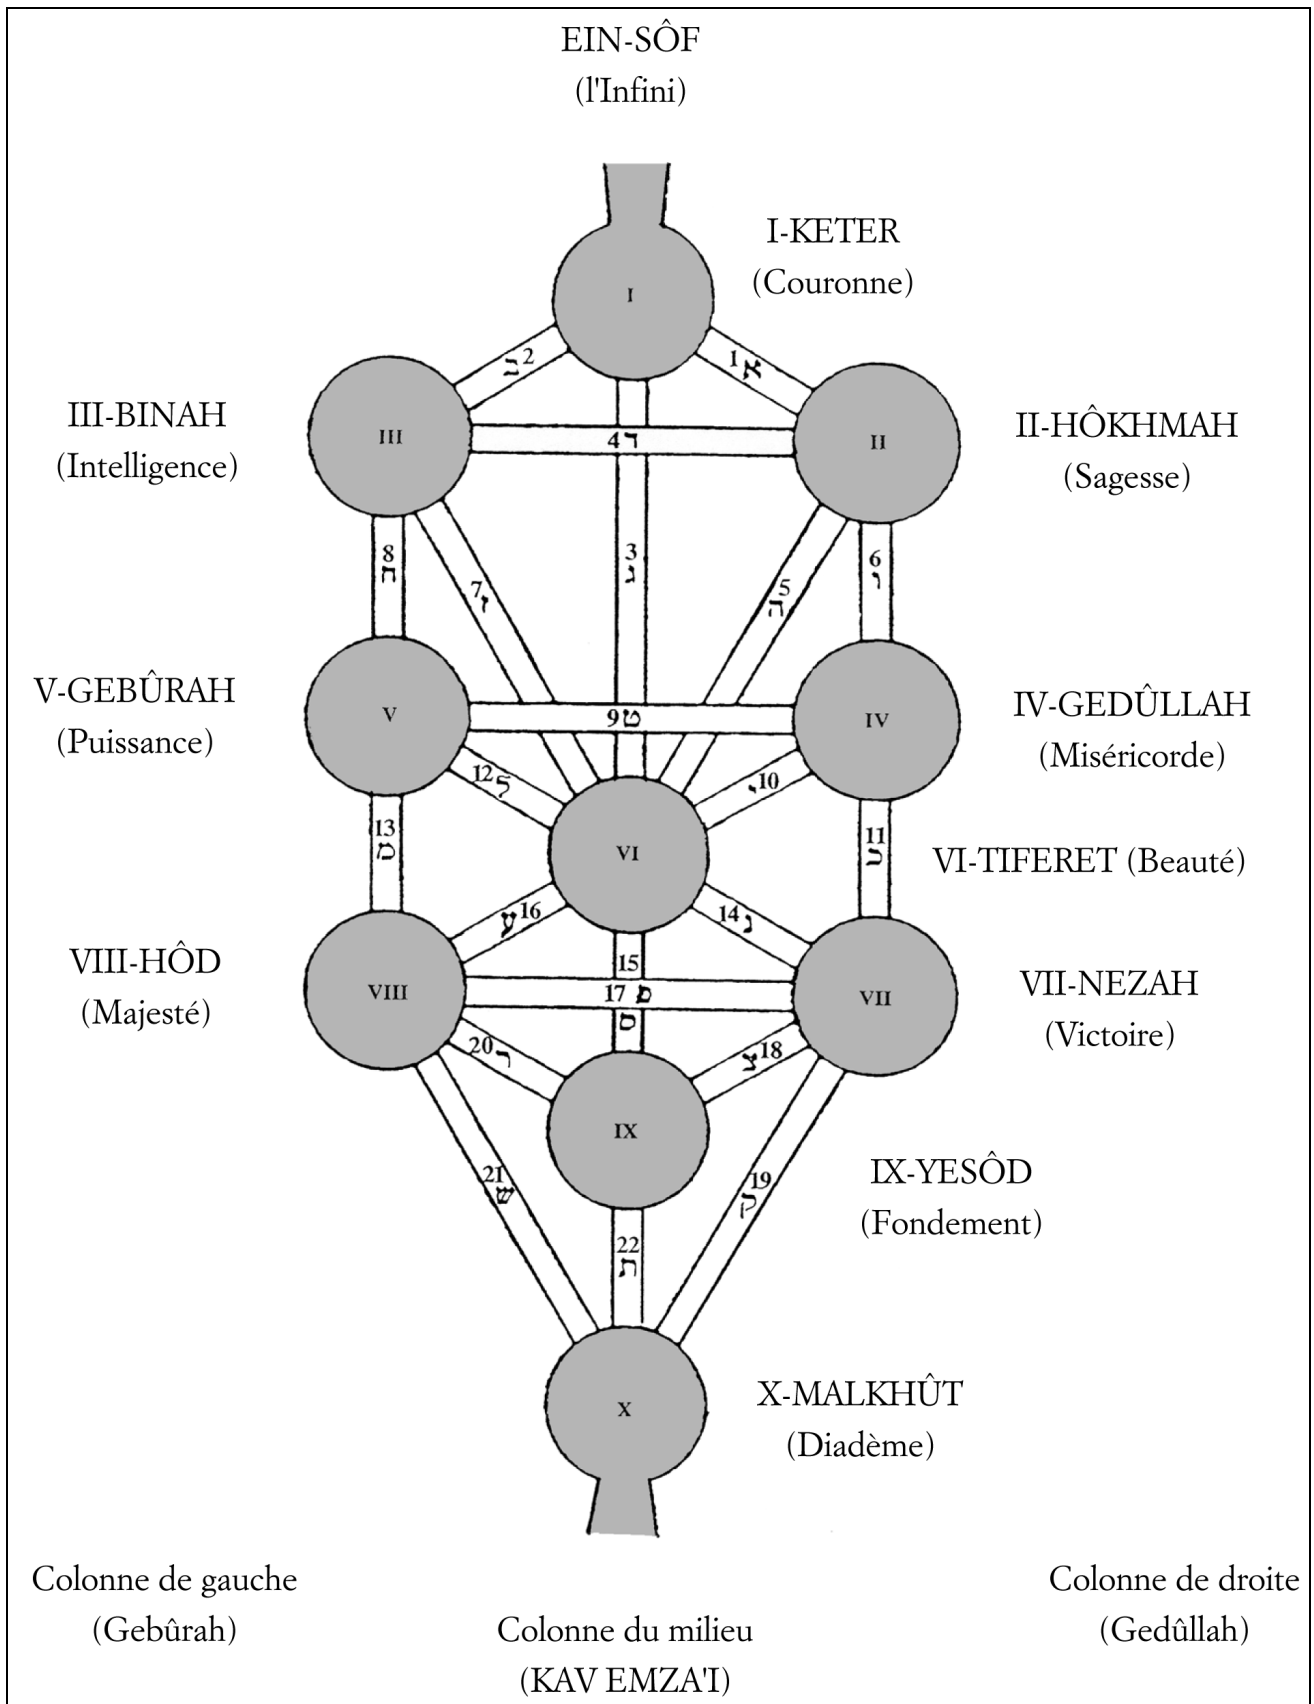 EIN-SÔF
(l'Infini)
I-KETER
(Couronne)
I
2 ב
1 א
III-BINAH
(Intelligence)
III
4 ד
II
II-HÔKHMAH
(Sagesse)
8
ח
7
ז
3
ג
5
ה
6
ו
V-GEBÛRAH
(Puissance)
V
9 ט
IV
IV-GEDÛLLAH
(Miséricorde)
12 ל
10 י
13
11
VI
VI-TIFERET (Beauté)
16 ע
14 נ
VIII-HÔD
(Majesté)
VIII
15
17 פ
ס
VII
VII-NEZAH
(Victoire)
20 ר
18 צ
IX
IX-YESÔD
(Fondement)
21
ש
19
ק
22
ת
X
X-MALKHÛT
(Diadème)
Colonne de gauche
(Gebûrah)
Colonne du milieu
(KAV EMZA'I)
Colonne de droite
(Gedûllah)